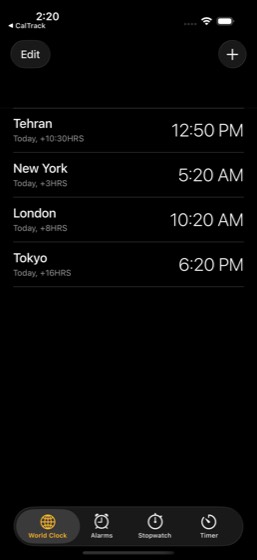 2:20
◀ CalTrack
Edit
+
Tehran
Today, +10:30HRS
12:50 PM
New York
Today, +3HRS
5:20 AM
London
Today, +8HRS
10:20 AM
Tokyo
Today, +16HRS
6:20 PM
World Clock
Alarms
Stopwatch
Timer